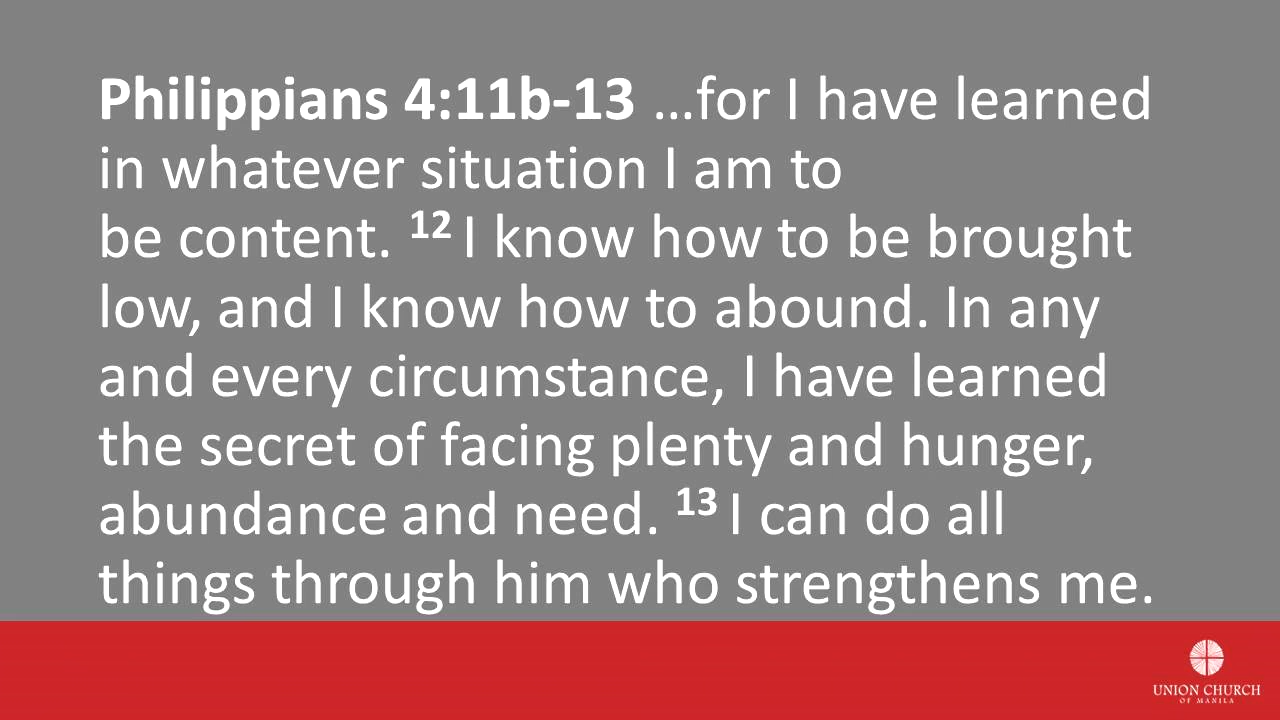 Philippians 4:11b-13 …for I have learned
in whatever situation I am to
be content. 12 I know how to be brought
low, and I know how to abound. In any
and every circumstance, I have learned
the secret of facing plenty and hunger,
abundance and need. 13 I can do all
things through him who strengthens me.
UNION CHURCH
OF MANILA